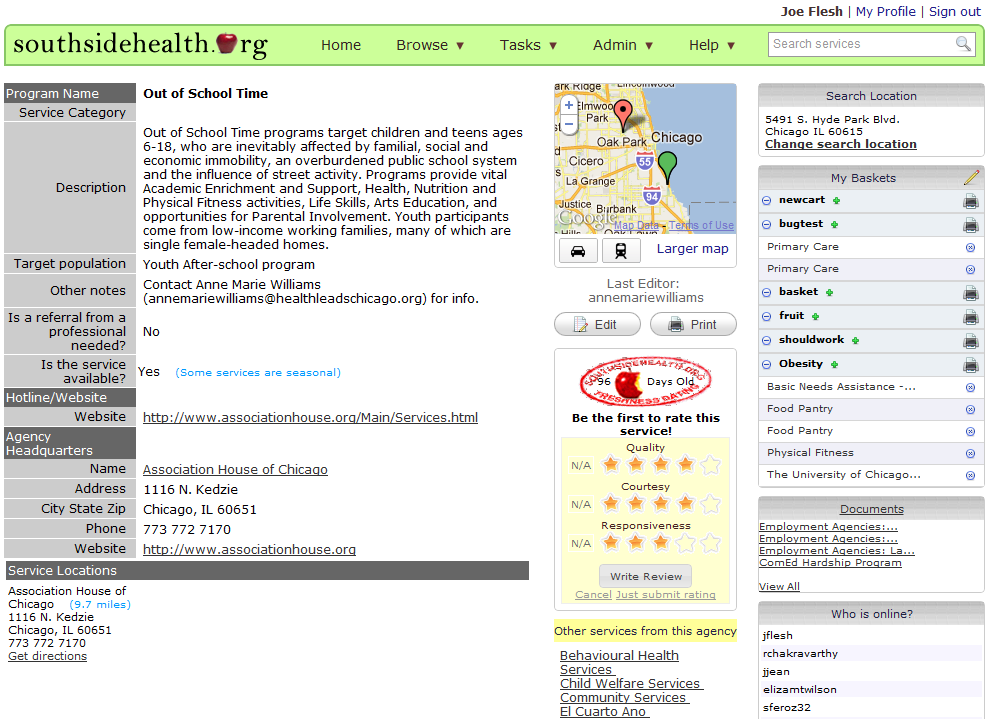 Joe Flesh | My Profile | Sign out
southsidehealth.org Home Browse ▼ Tasks ▼ Admin ▼ Help ▼ Search services
Program Name Out of School Time
Service Category
Description
Out of School Time programs target children and teens ages
6-18, who are inevitably affected by familial, social and
economic immobility, an overburdened public school system
and the influence of street activity. Programs provide vital
Academic Enrichment and Support, Health, Nutrition and
Physical Fitness activities, Life Skills, Arts Education, and
opportunities for Parental Involvement. Youth participants
come from low-income working families, many of which are
single female-headed homes.
Target population Youth After-school program
Other notes
Contact Anne Marie Williams
(annemariewilliams@healthleadschicago.org) for info.
Is a referral from a
professional
needed?
No
Is the service
available?
Yes (Some services are seasonal)
Hotline/Website
Website http://www.associationhouse.org/Main/Services.html
Agency
Headquarters
Name Association House of Chicago
Address 1116 N. Kedzie
City State Zip Chicago, IL 60651
Phone 773 772 7170
Website http://www.associationhouse.org
Service Locations
Association House of
Chicago (9.7 miles)
1116 N. Kedzie
Chicago, IL 60651
773 772 7170
Get directions
+
−
Elmwoo
Park
Oak Park
Chicago
Cicero
55
La Grange
94
Justice
Burbank
Google
Map Data - Terms of Use
Larger map
Last Editor:
annemariewilliams
Edit Print
SOUTHSIDEHEALTH.ORG
96 Days Old
FRESHNESS RATING
Be the first to rate this
service!
Quality
N/A
Courtesy
N/A
Responsiveness
N/A
Write Review
Cancel Just submit rating
Other services from this agency
Behavioural Health
Services
Child Welfare Services
Community Services
El Cuarto Ano
Search Location
5491 S. Hyde Park Blvd.
Chicago IL 60615
Change search location
My Baskets
newcart
bugtest
Primary Care
Primary Care
basket
fruit
shouldwork
Obesity
Basic Needs Assistance -...
Food Pantry
Food Pantry
Physical Fitness
The University of Chicago...
Documents
Employment Agencies:...
Employment Agencies:...
Employment Agencies: La...
ComEd Hardship Program
View All
Who is online?
jflesh
rchakravarthy
jjean
elizamtwilson
sferoz32